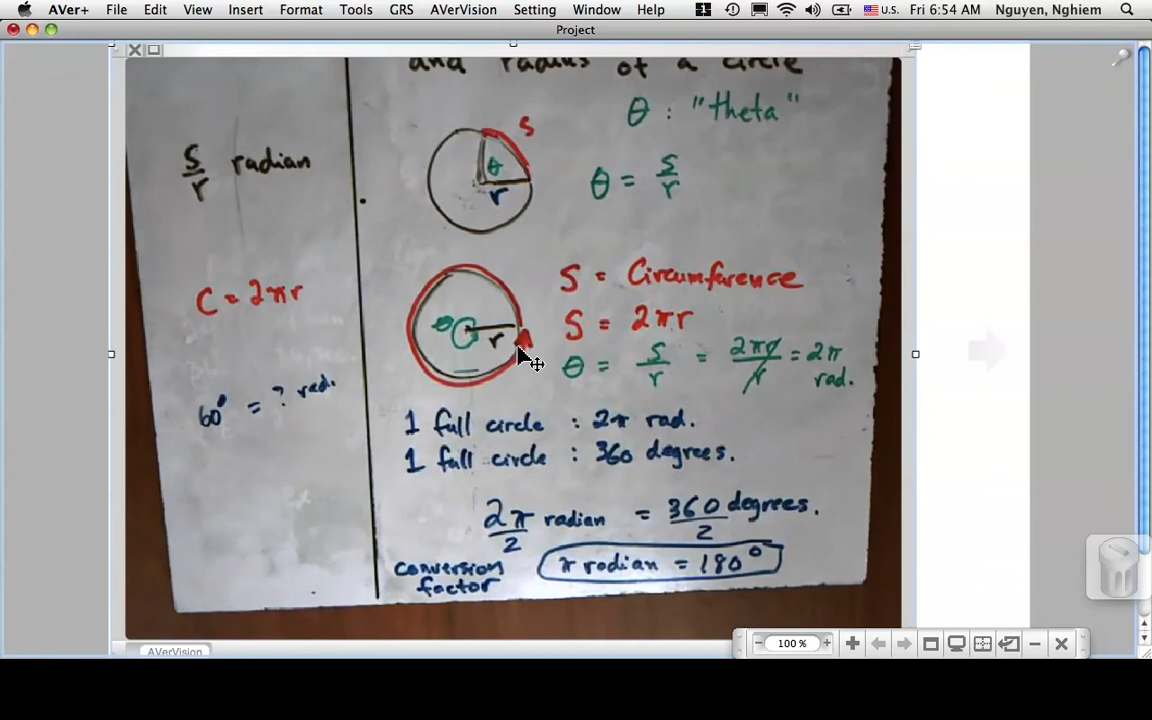 AVer+ File Edit View Insert Format Tools GRS AVerVision Setting Window Help 1 U.S. Fri 6:54 AM Nguyen, Nghiem
Project
and radius of a circle
θ : "theta"
S
θ
r
θ = S/r
S/r radian
C = 2πr
60° = ? rad.
θ
r
S = Circumference
S = 2πr
θ = S/r = 2πr/r = 2π rad.
1 full circle : 2π rad.
1 full circle : 360 degrees.
2π/2 radian = 360/2 degrees.
conversion factor
π radian = 180°
100 %
AVerVision